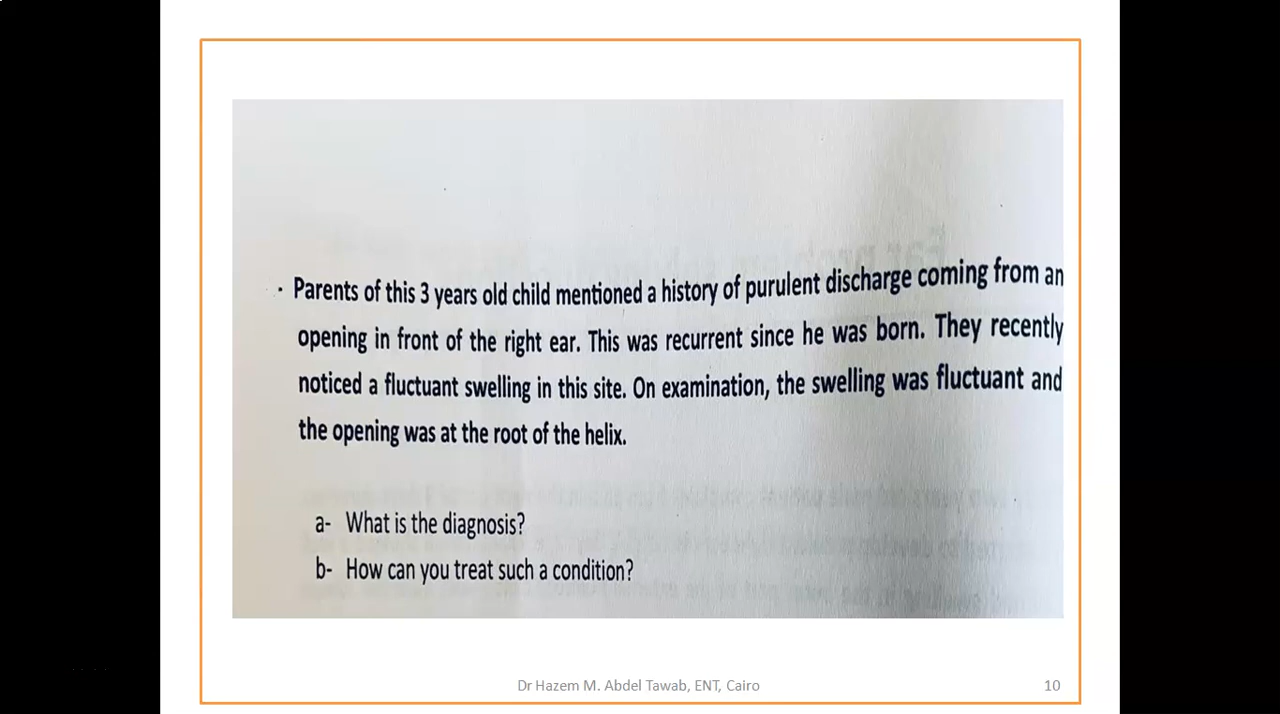 · Parents of this 3 years old child mentioned a history of purulent discharge coming from an
opening in front of the right ear. This was recurrent since he was born. They recently
noticed a fluctuant swelling in this site. On examination, the swelling was fluctuant and
the opening was at the root of the helix.
a- What is the diagnosis?
b- How can you treat such a condition?
Dr Hazem M. Abdel Tawab, ENT, Cairo
10